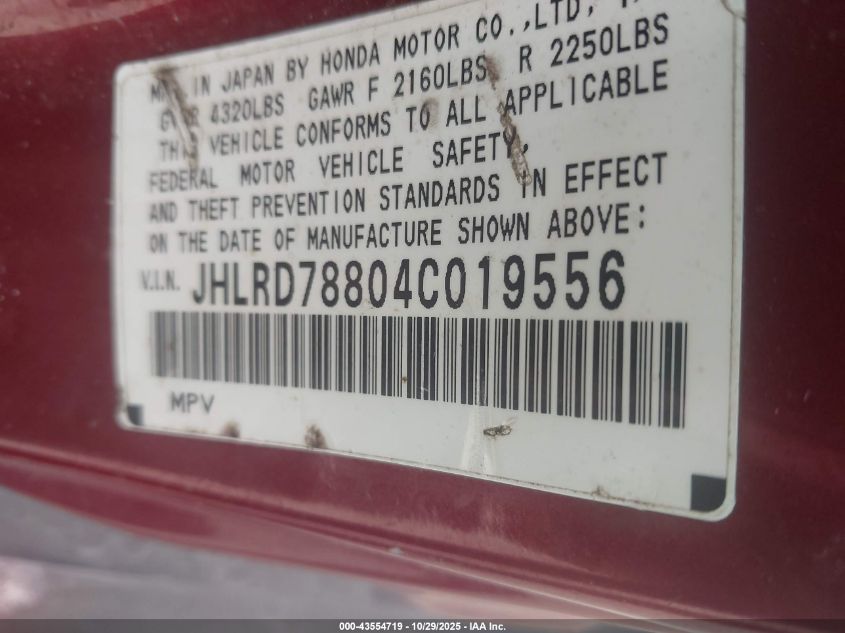 IN JAPAN BY HONDA MOTOR CO.,LTD,
4320LBS GAWR F 2160LBS R 2250LBS
THIS VEHICLE CONFORMS TO ALL APPLICABLE
FEDERAL MOTOR VEHICLE SAFETY,
AND THEFT PREVENTION STANDARDS IN EFFECT
ON THE DATE OF MANUFACTURE SHOWN ABOVE:
V.I.N. JHLRD78804C019556
MPV
000-43554719 - 10/29/2025 - IAA Inc.